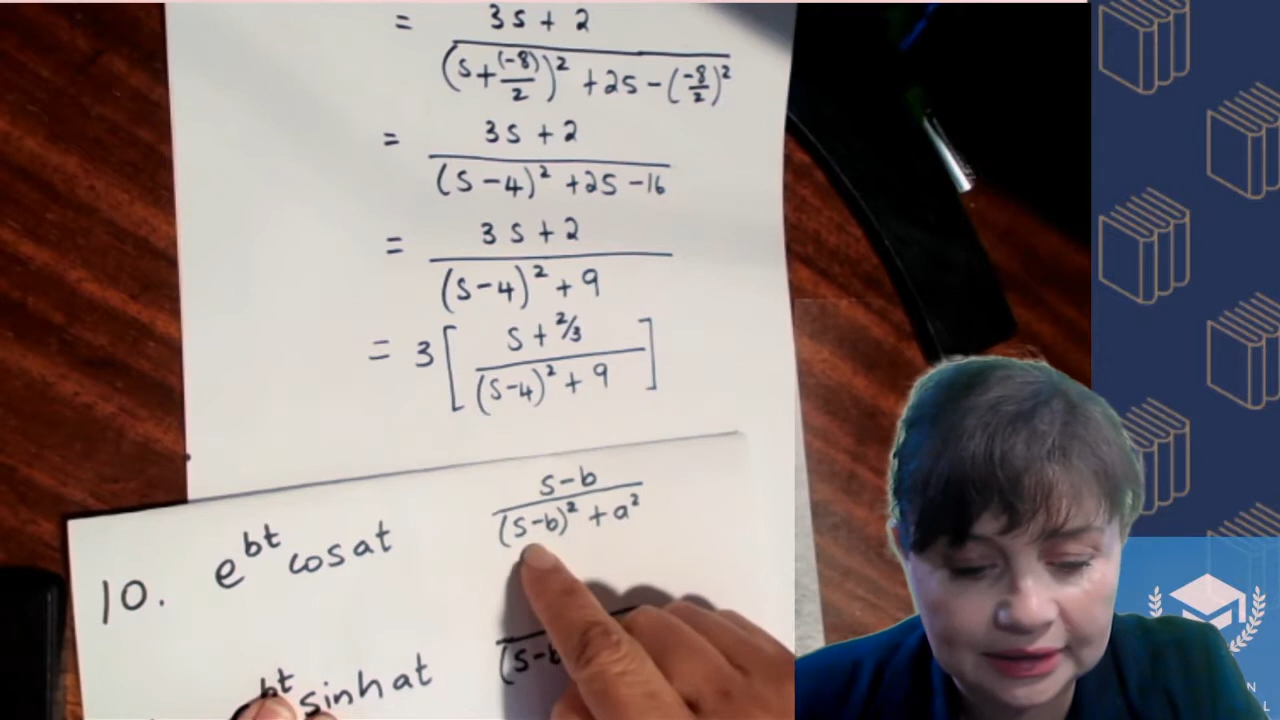 = 3s + 2 / (s + (-8)/2)² + 25 - (-8/2)²
= 3s + 2 / (s - 4)² + 25 - 16
= 3s + 2 / (s - 4)² + 9
= 3 [ s + 2/3 / (s - 4)² + 9 ]
10. e^bt cos at s - b / (s - b)² + a²
bt sinh at (s - b
N
L